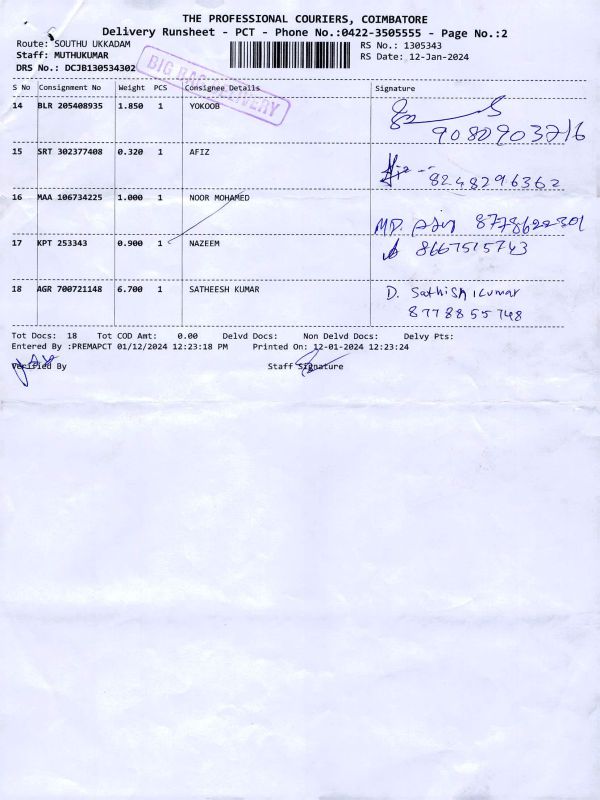 THE PROFESSIONAL COURIERS, COIMBATORE
Delivery Runsheet - PCT - Phone No.:0422-3505555 - Page No.:2
Route: SOUTHU UKKADAM
RS No.: 1305343
Staff: MUTHUKUMAR
RS Date: 12-Jan-2024
DRS No.: DCJB130534302
BIG BAG DELIVERY
S No Consignment No Weight PCS Consignee Details Signature
14 BLR 205408935 1.850 1 YOKOOB
9080903216
15 SRT 302377408 0.320 1 AFIZ
8248296362
16 MAA 106734225 1.000 1 NOOR MOHAMED
MD. 8778622301
17 KPT 253343 0.900 1 NAZEEM
8667515743
18 AGR 700721148 6.700 1 SATHEESH KUMAR
D. Sathish Kumar
8778855748
Tot Docs: 18 Tot COD Amt: 0.00 Delvd Docs: Non Delvd Docs: Delvy Pts:
Entered By :PREMAPCT 01/12/2024 12:23:18 PM Printed On: 12-01-2024 12:23:24
Verified By Staff Signature